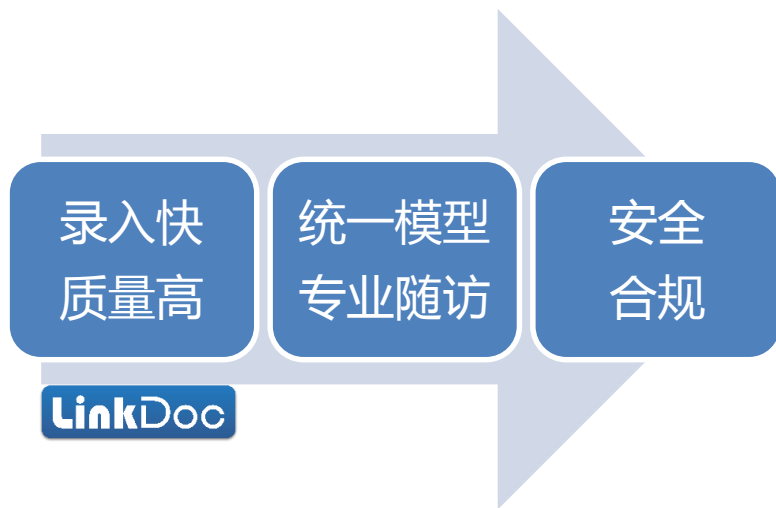 录入快
质量高
统一模型
专业随访
安全
合规
LinkDoc